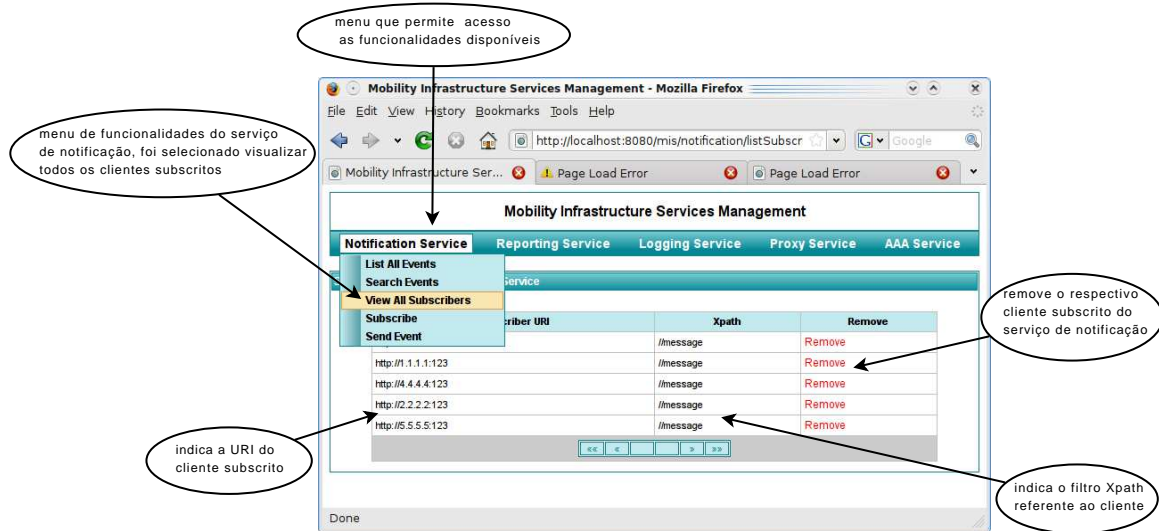 menu que permite acesso
as funcionalidades disponíveis
Mobility Infrastructure Services Management - Mozilla Firefox
File Edit View History Bookmarks Tools Help
menu de funcionalidades do serviço
de notificação, foi selecionado visualizar
todos os clientes subscritos
http://localhost:8080/mis/notification/listSubscr
G Google
Mobility Infrastructure Ser... Page Load Error Page Load Error
Mobility Infrastructure Services Management
Notification Service Reporting Service Logging Service Proxy Service AAA Service
List All Events
Search Events
View All Subscribers
Subscribe
Send Event
Service
criber URI Xpath Remove
//message Remove
http://1.1.1.1:123 //message Remove
http://4.4.4.4:123 //message Remove
http://2.2.2.2:123 //message Remove
http://5.5.5.5:123 //message Remove
«« « » »»
remove o respectivo
cliente subscrito do
serviço de notificação
indica a URI do
cliente subscrito
indica o filtro Xpath
referente ao cliente
Done